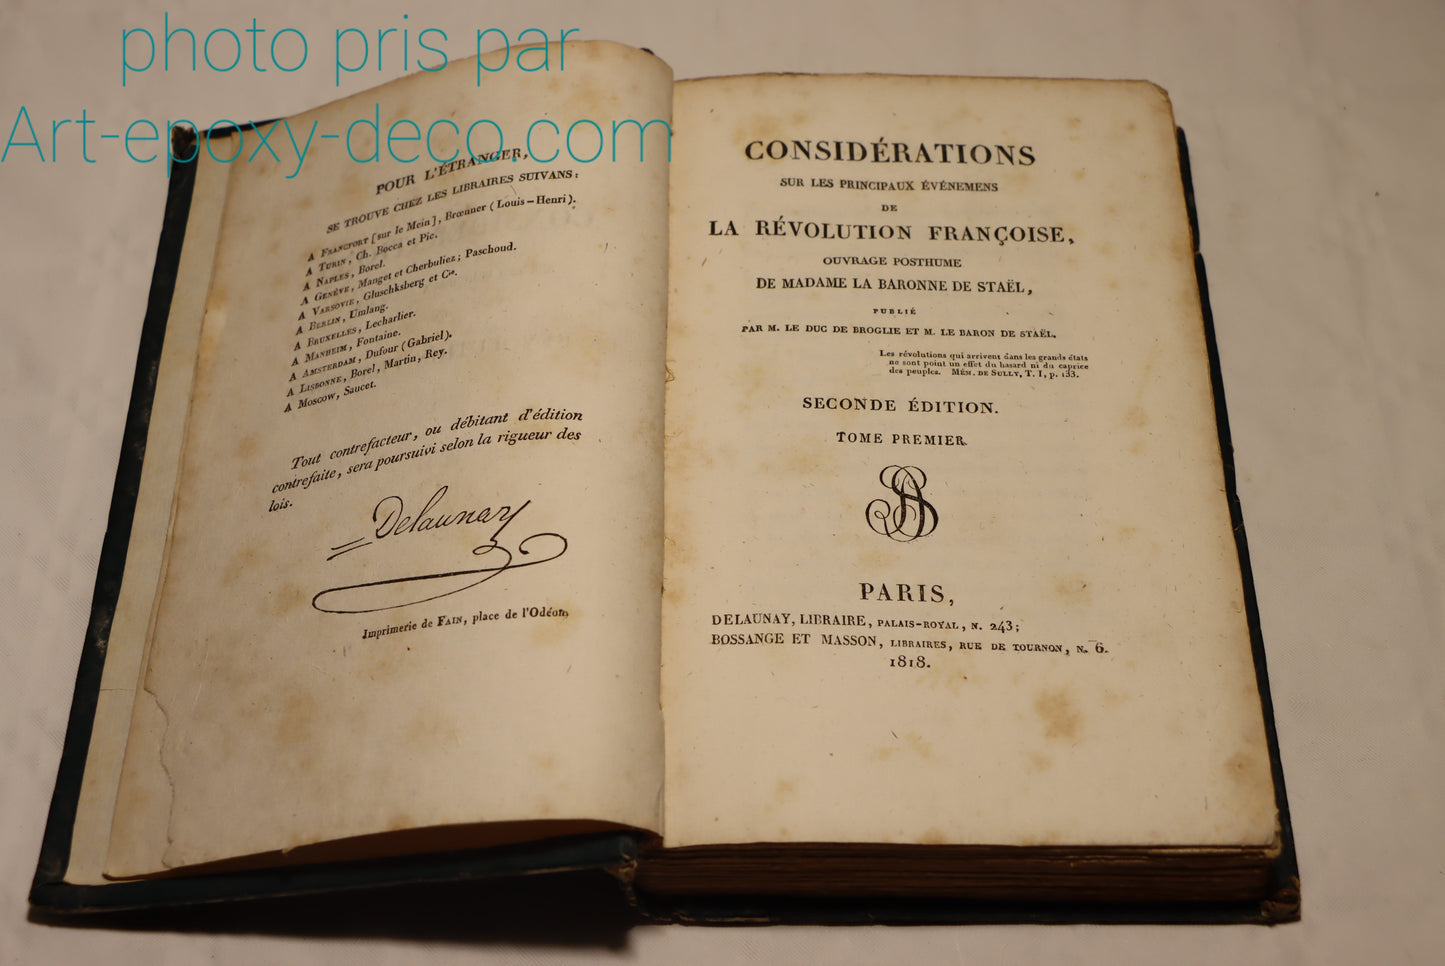 photo pris par
Art-epoxy-deco.com
POUR L'ÉTRANGER,
SE TROUVE CHEZ LES LIBRAIRES SUIVANS:
A FRANCFORT [sur le Mein], Brœnner (Louis-Henri).
A TURIN, Ch. Bocca et Pic.
A NAPLES, Borel.
A GENÈVE, Manget et Cherbuliez; Paschoud.
A VARSOVIE, Gluschksberg et Cie.
A BERLIN, Umlang.
A BRUXELLES, Lecharlier.
A MANHEIM, Fontaine.
A AMSTERDAM, Dufour (Gabriel).
A LISBONNE, Borel, Martin, Rey.
A MOSCOW, Saucet.
Tout contrefacteur, ou débitant d'édition
contrefaite, sera poursuivi selon la rigueur des
lois.
Delaunay
Imprimerie de FAIN, place de l'Odéon.
CONSIDÉRATIONS
SUR LES PRINCIPAUX ÉVÉNEMENS
DE
LA RÉVOLUTION FRANÇOISE,
OUVRAGE POSTHUME
DE MADAME LA BARONNE DE STAËL,
PUBLIÉ
PAR M. LE DUC DE BROGLIE ET M. LE BARON DE STAËL.
Les révolutions qui arrivent dans les grands états
ne sont point un effet du hasard ni du caprice
des peuples. MÉM. DE SULLY, T. I, p. 133.
SECONDE ÉDITION.
TOME PREMIER.
PARIS,
DELAUNAY, LIBRAIRE, PALAIS-ROYAL, N. 243;
BOSSANGE ET MASSON, LIBRAIRES, RUE DE TOURNON, N. 6.
1818.